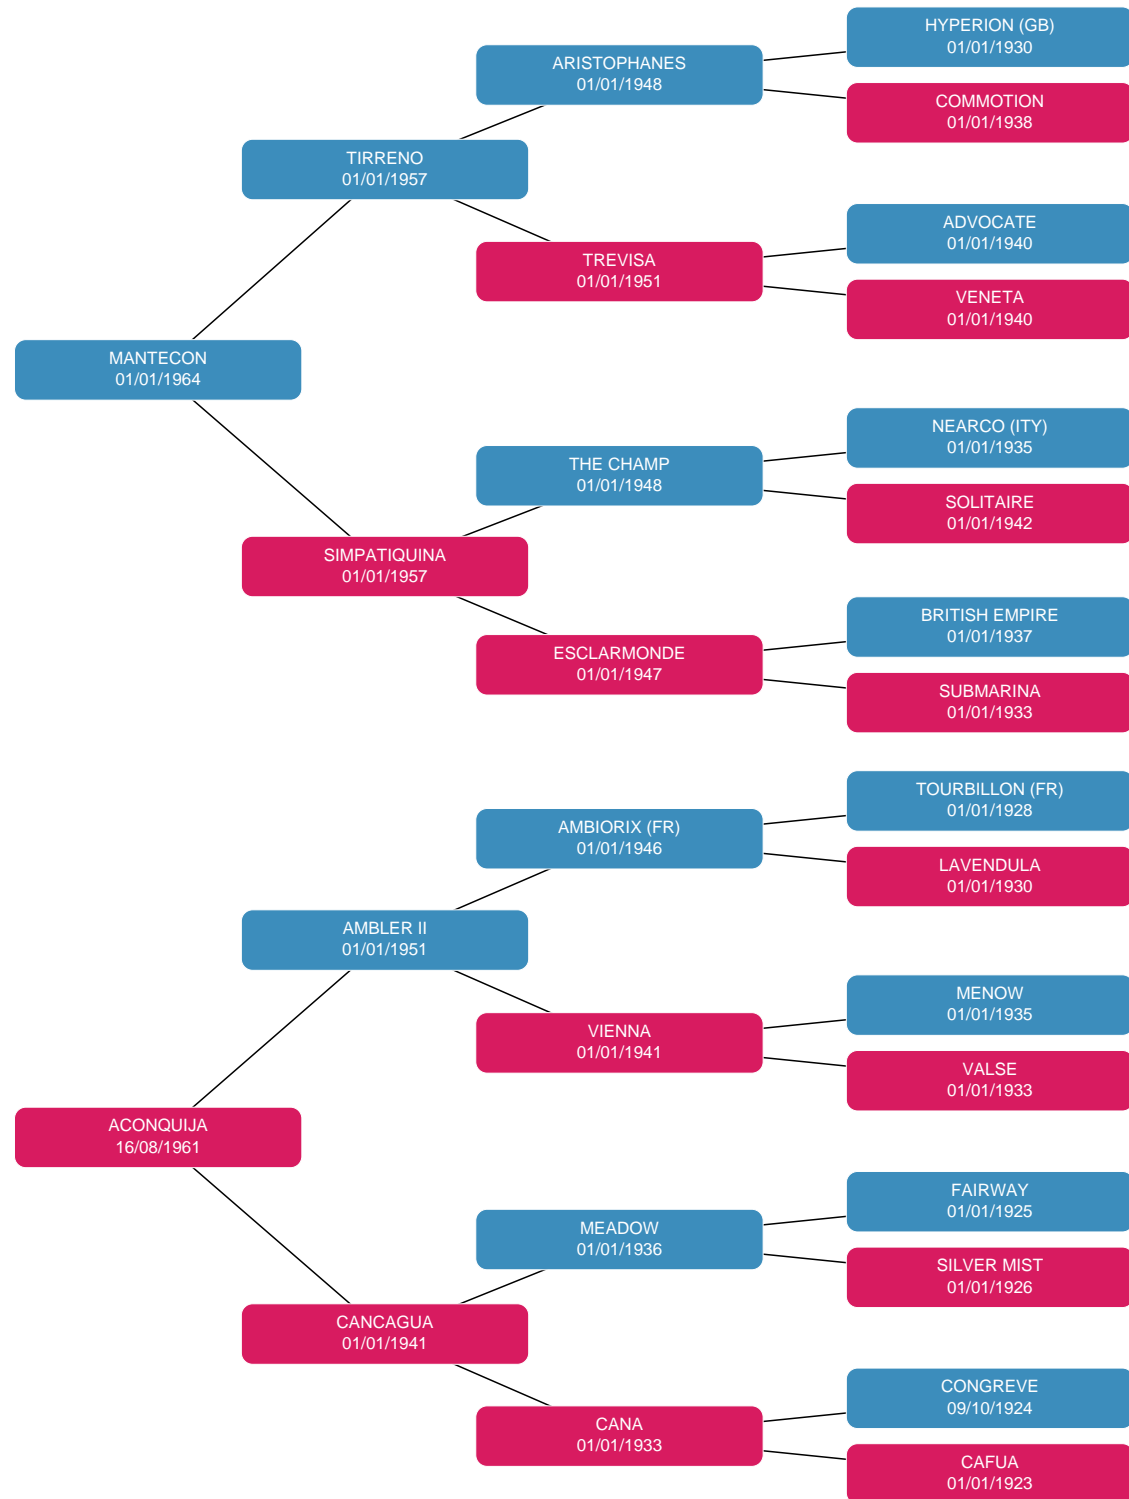 HYPERION (GB)
01/01/1930
ARISTOPHANES
01/01/1948
COMMOTION
01/01/1938
TIRRENO
01/01/1957
ADVOCATE
01/01/1940
TREVISA
01/01/1951
VENETA
01/01/1940
MANTECON
01/01/1964
NEARCO (ITY)
01/01/1935
THE CHAMP
01/01/1948
SOLITAIRE
01/01/1942
SIMPATIQUINA
01/01/1957
BRITISH EMPIRE
01/01/1937
ESCLARMONDE
01/01/1947
SUBMARINA
01/01/1933
TOURBILLON (FR)
01/01/1928
AMBIORIX (FR)
01/01/1946
LAVENDULA
01/01/1930
AMBLER II
01/01/1951
MENOW
01/01/1935
VIENNA
01/01/1941
VALSE
01/01/1933
ACONQUIJA
16/08/1961
FAIRWAY
01/01/1925
MEADOW
01/01/1936
SILVER MIST
01/01/1926
CANCAGUA
01/01/1941
CONGREVE
09/10/1924
CANA
01/01/1933
CAFUA
01/01/1923